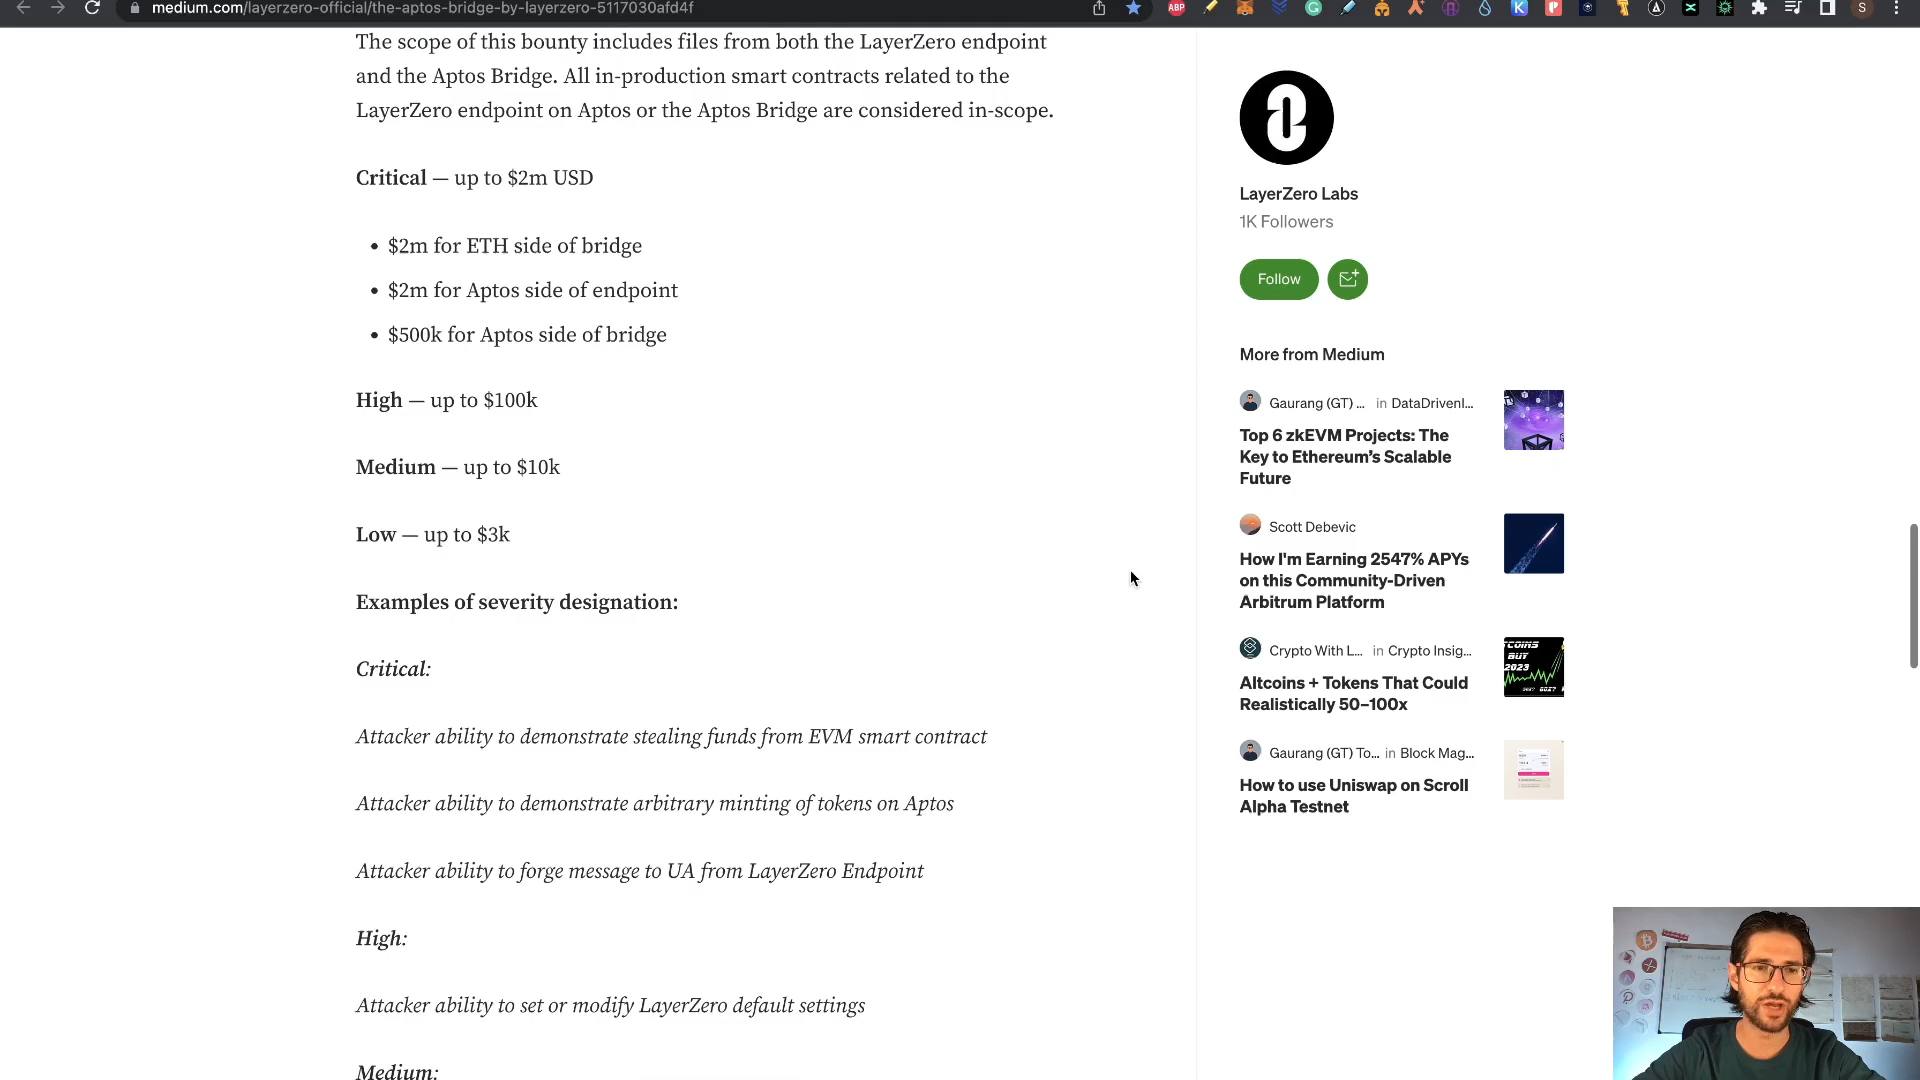 medium.com/layerzero-official/the-aptos-bridge-by-layerzero-5117030afd4f
ABP
S
The scope of this bounty includes files from both the LayerZero endpoint
and the Aptos Bridge. All in-production smart contracts related to the
LayerZero endpoint on Aptos or the Aptos Bridge are considered in-scope.
Critical — up to $2m USD
• $2m for ETH side of bridge
• $2m for Aptos side of endpoint
• $500k for Aptos side of bridge
High — up to $100k
Medium — up to $10k
Low — up to $3k
Examples of severity designation:
Critical:
Attacker ability to demonstrate stealing funds from EVM smart contract
Attacker ability to demonstrate arbitrary minting of tokens on Aptos
Attacker ability to forge message to UA from LayerZero Endpoint
High:
Attacker ability to set or modify LayerZero default settings
Medium:
LayerZero Labs
1K Followers
Follow
More from Medium
Gaurang (GT) ... in DataDrivenI...
Top 6 zkEVM Projects: The
Key to Ethereum’s Scalable
Future
Scott Debevic
How I'm Earning 2547% APYs
on this Community-Driven
Arbitrum Platform
Crypto With L... in Crypto Insig...
Altcoins + Tokens That Could
Realistically 50–100x
Gaurang (GT) To... in Block Mag...
How to use Uniswap on Scroll
Alpha Testnet